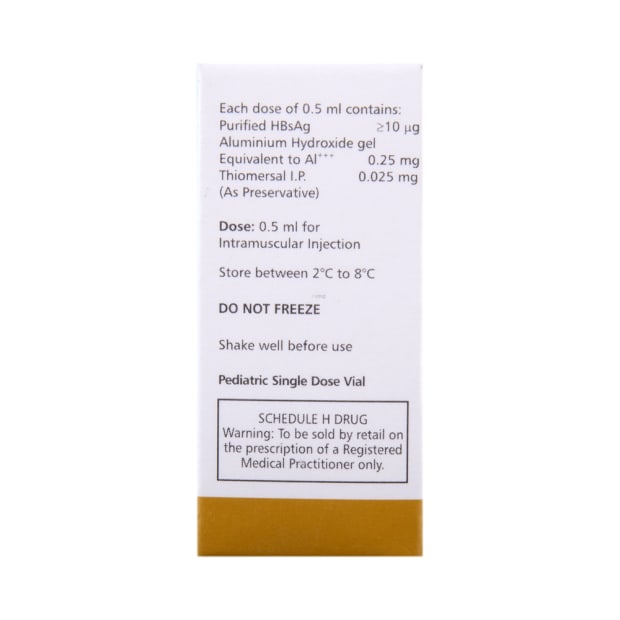 Each dose of 0.5 ml contains:
Purified HBsAg ≥10 µg
Aluminium Hydroxide gel
Equivalent to Al+++ 0.25 mg
Thiomersal I.P. 0.025 mg
(As Preservative)
Dose: 0.5 ml for
Intramuscular Injection
Store between 2°C to 8°C
DO NOT FREEZE
Shake well before use
Pediatric Single Dose Vial
SCHEDULE H DRUG
Warning: To be sold by retail on
the prescription of a Registered
Medical Practitioner only.